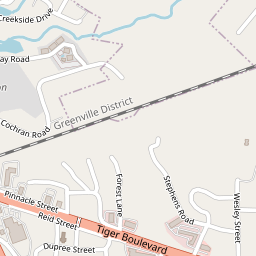 Creekside Drive
ay Road
on
Greenville District
Cochran Road
Forest Lane
Stephens Road
Wesley Street
Pinnacle Street
Reid Street
Tiger Boulevard
Dupree Street